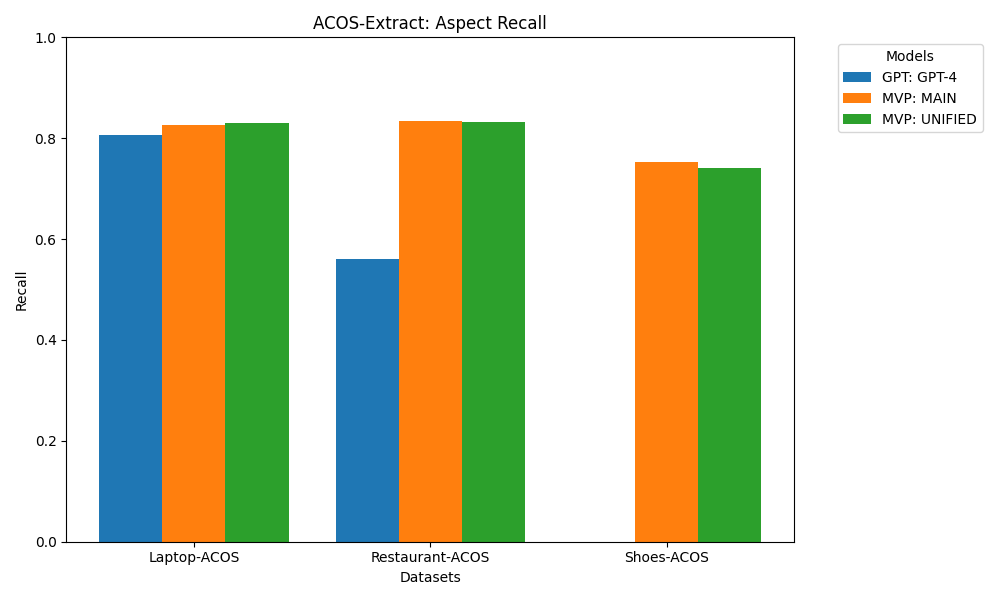 ACOS-Extract: Aspect Recall
Models
GPT: GPT-4
MVP: MAIN
MVP: UNIFIED
Recall
1.0
0.8
0.6
0.4
0.2
0.0
Laptop-ACOS
Restaurant-ACOS
Shoes-ACOS
Datasets